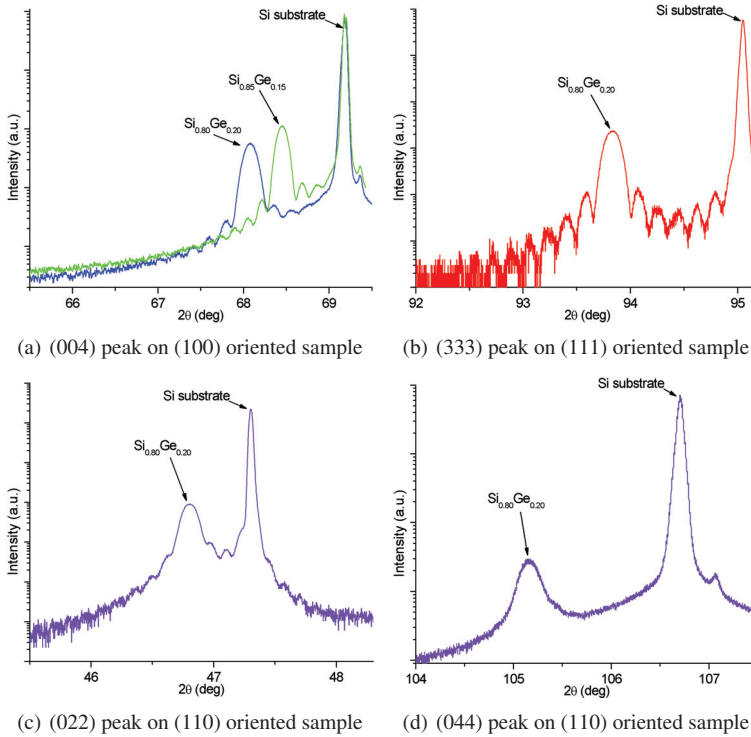 Si substrate
Si0.85Ge0.15
Si0.80Ge0.20
Intensity (a.u.)
66 67 68 69
2θ (deg)
(a) (004) peak on (100) oriented sample
Si substrate
Si0.80Ge0.20
Intensity (a.u.)
92 93 94 95
2θ (deg)
(b) (333) peak on (111) oriented sample
Si substrate
Si0.80Ge0.20
Intensity (a.u.)
46 47 48
2θ (deg)
(c) (022) peak on (110) oriented sample
Si substrate
Si0.80Ge0.20
Intensity (a.u.)
104 105 106 107
2θ (deg)
(d) (044) peak on (110) oriented sample